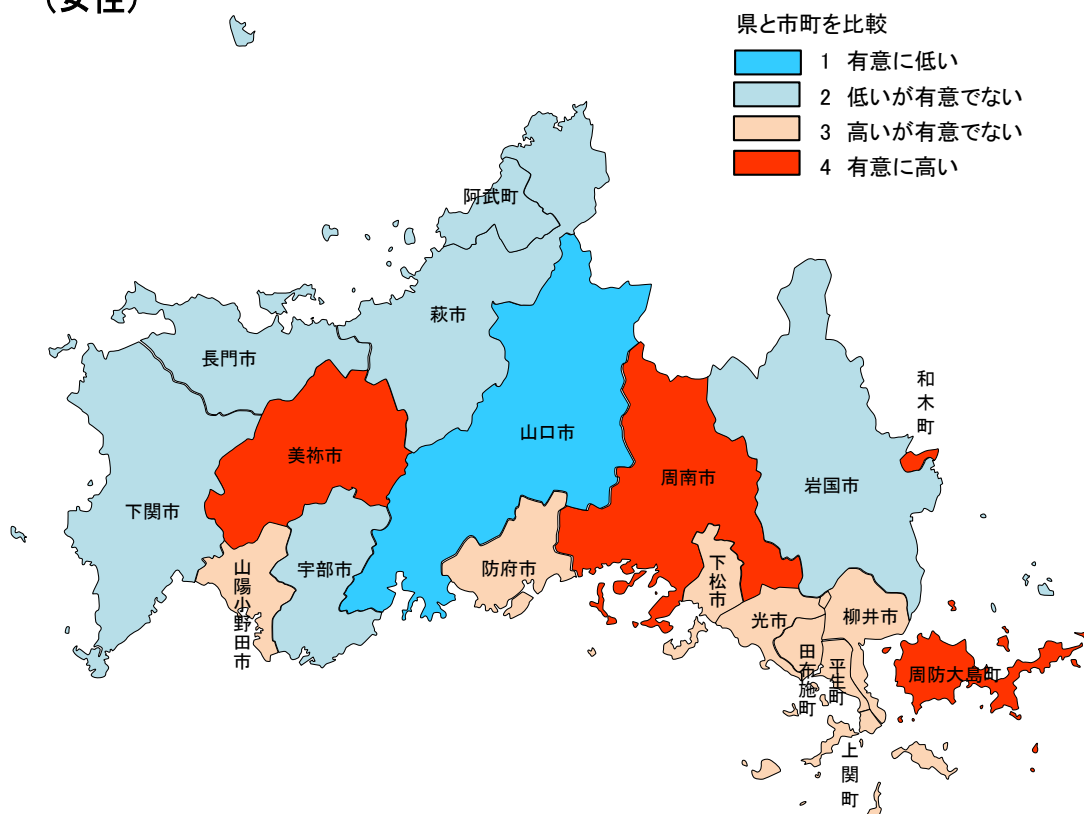 （女性）
県と市町を比較
1 有意に低い
2 低いが有意でない
3 高いが有意でない
4 有意に高い
阿武町
萩市
長門市
和木町
山口市
美祢市
周南市
岩国市
下関市
山陽小野田市
宇部市
防府市
下松市
光市
柳井市
田布施町
平生町
周防大島町
上関町